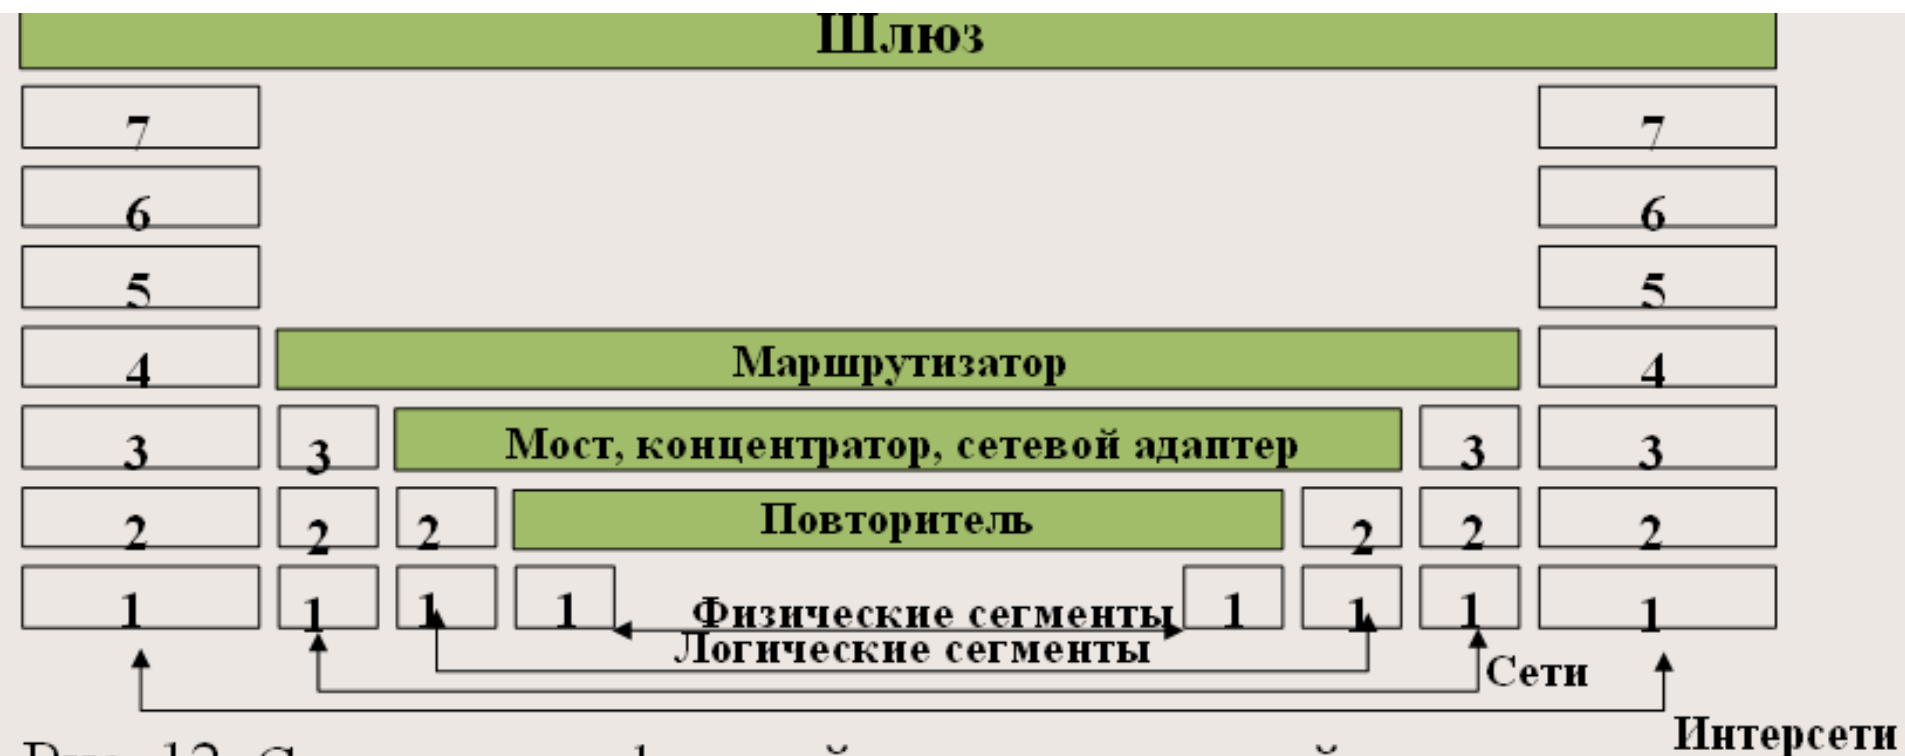 Шлюз
7 7
6 6
5 5
4 Маршрутизатор 4
3 3 Мост, концентратор, сетевой адаптер 3 3
2 2 2 Повторитель 2 2 2
1 1 1 1 Физические сегменты 1 1 1 1
Логические сегменты
Сети
Интерсети